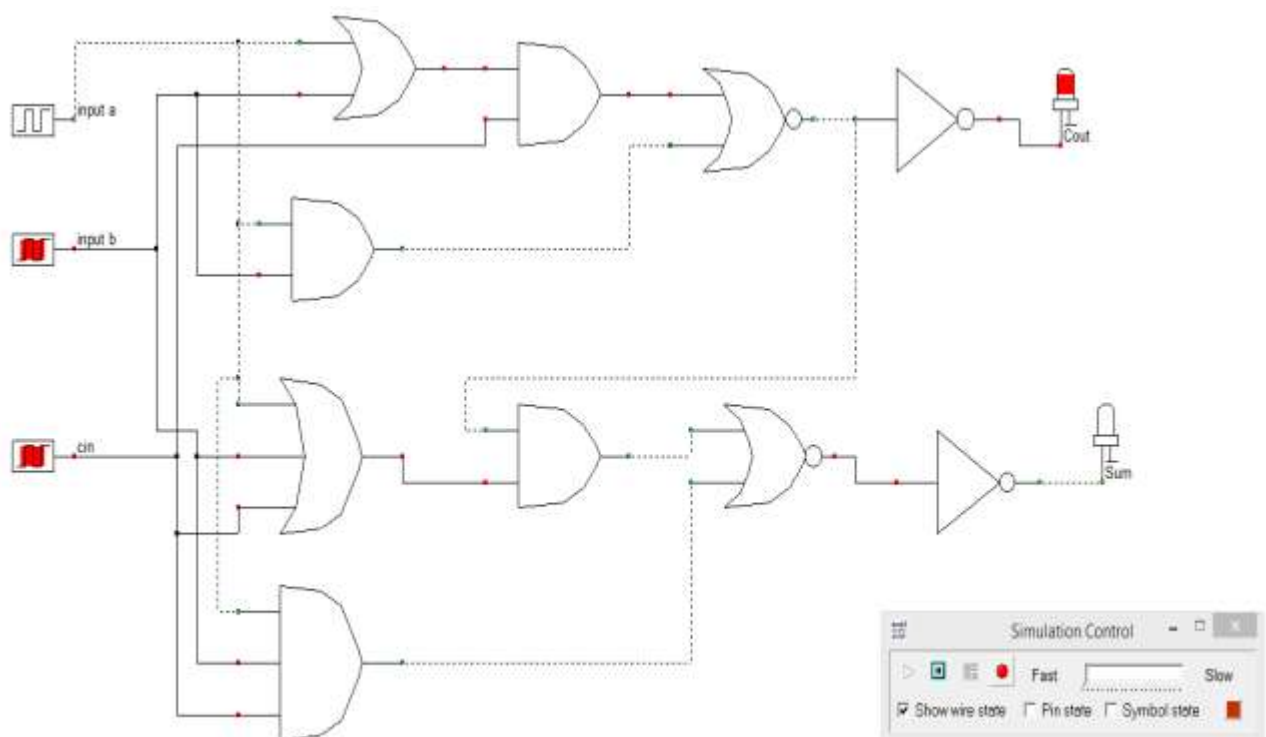 input a
Cout
input b
cin
Sum
Simulation Control
Fast
Slow
Show wire state
Pin state
Symbol state